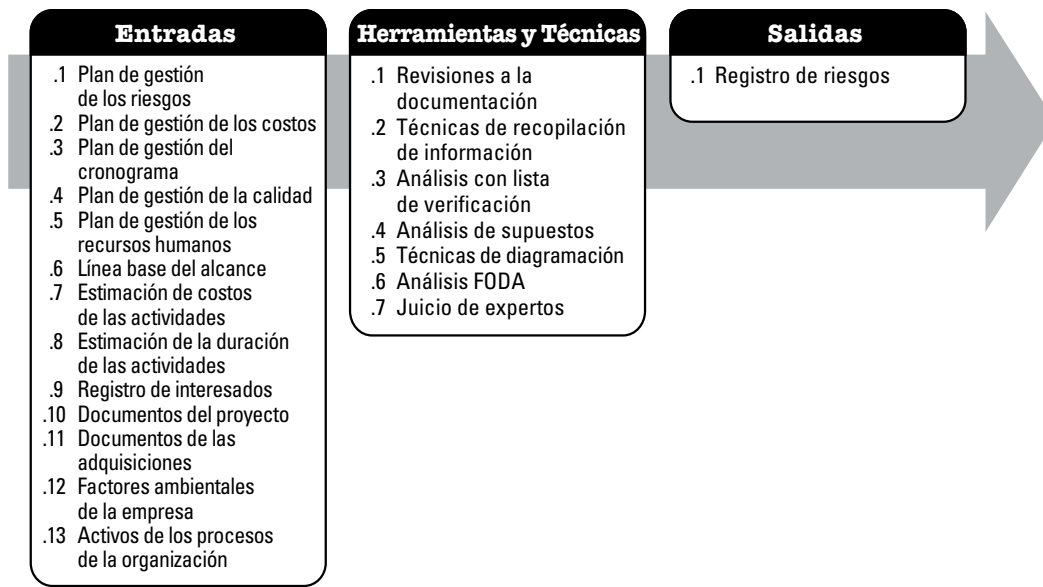 Entradas
.1 Plan de gestión
de los riesgos
.2 Plan de gestión de los costos
.3 Plan de gestión del
cronograma
.4 Plan de gestión de la calidad
.5 Plan de gestión de los
recursos humanos
.6 Línea base del alcance
.7 Estimación de costos
de las actividades
.8 Estimación de la duración
de las actividades
.9 Registro de interesados
.10 Documentos del proyecto
.11 Documentos de las
adquisiciones
.12 Factores ambientales
de la empresa
.13 Activos de los procesos
de la organización
Herramientas y Técnicas
.1 Revisiones a la
documentación
.2 Técnicas de recopilación
de información
.3 Análisis con lista
de verificación
.4 Análisis de supuestos
.5 Técnicas de diagramación
.6 Análisis FODA
.7 Juicio de expertos
Salidas
.1 Registro de riesgos